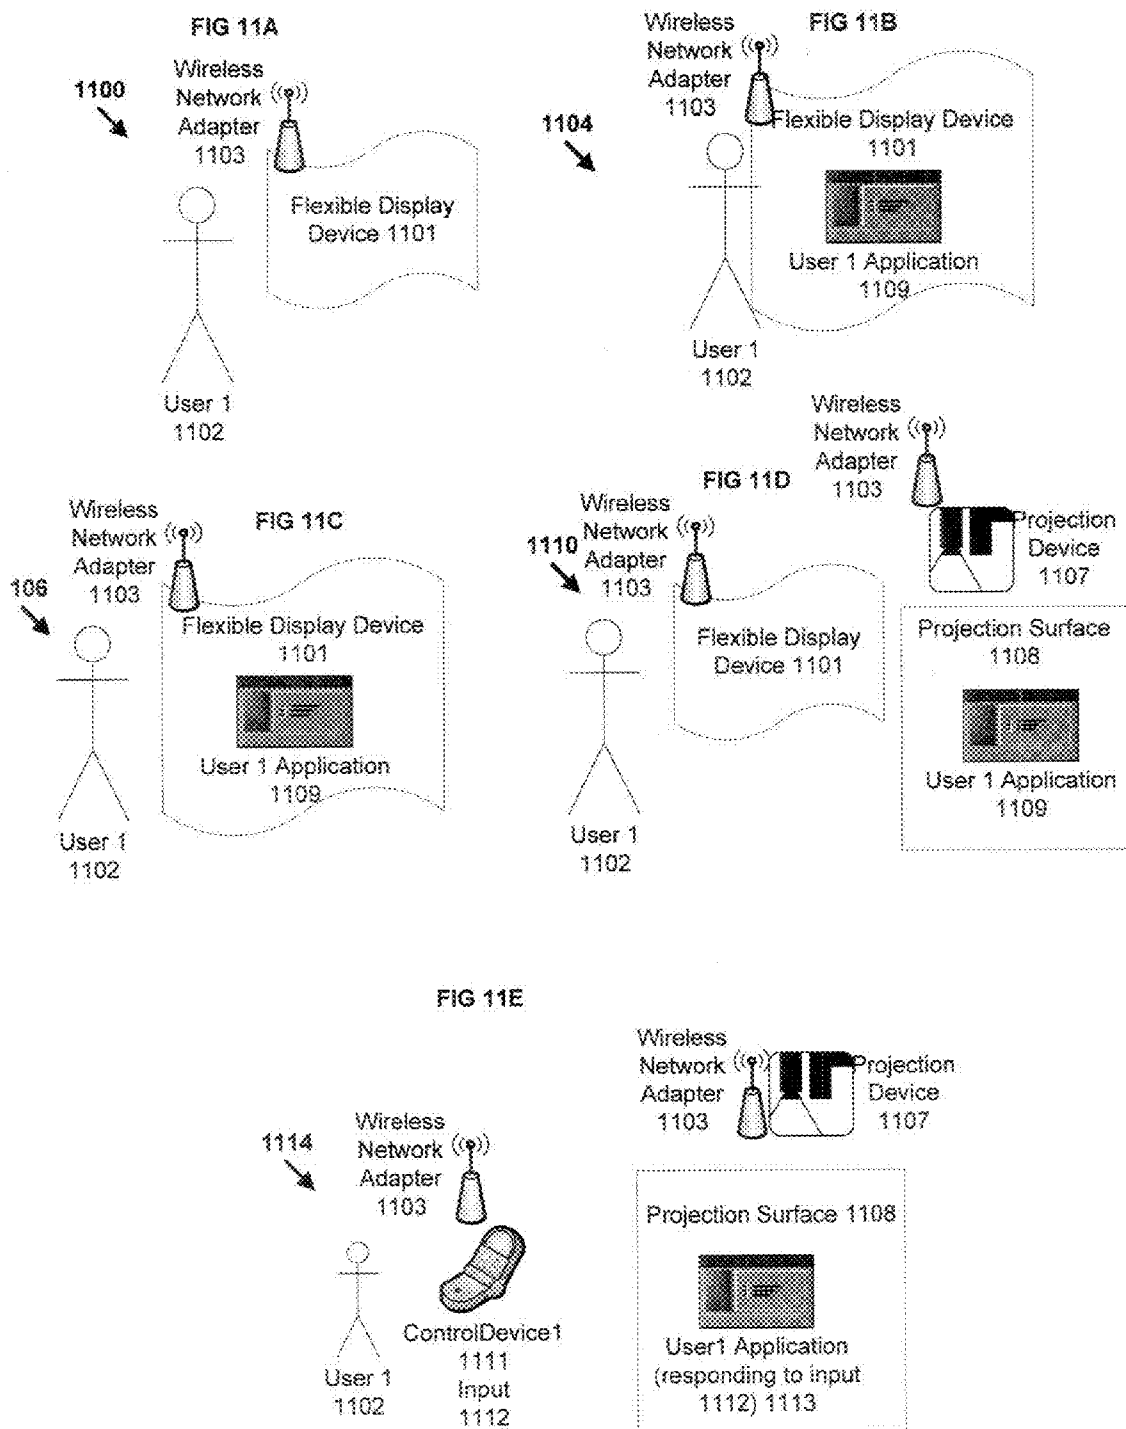 FIG 11A
Wireless
Network
Adapter
1103
1100
Flexible Display
Device 1101
User 1
1102
FIG 11B
Wireless
Network
Adapter
1103
1104
Flexible Display Device
1101
User 1 Application
1109
User 1
1102
FIG 11C
Wireless
Network
Adapter
1103
106
Flexible Display Device
1101
User 1 Application
1109
User 1
1102
FIG 11D
Wireless
Network
Adapter
1103
1110
Flexible Display
Device 1101
User 1
1102
Wireless
Network
Adapter
1103
Projection
Device
1107
Projection Surface
1108
User 1 Application
1109
FIG 11E
Wireless
Network
Adapter
1103
1114
User 1
1102
ControlDevice1
1111
Input
1112
Wireless
Network
Adapter
1103
Projection
Device
1107
Projection Surface 1108
User1 Application
(responding to input
1112) 1113